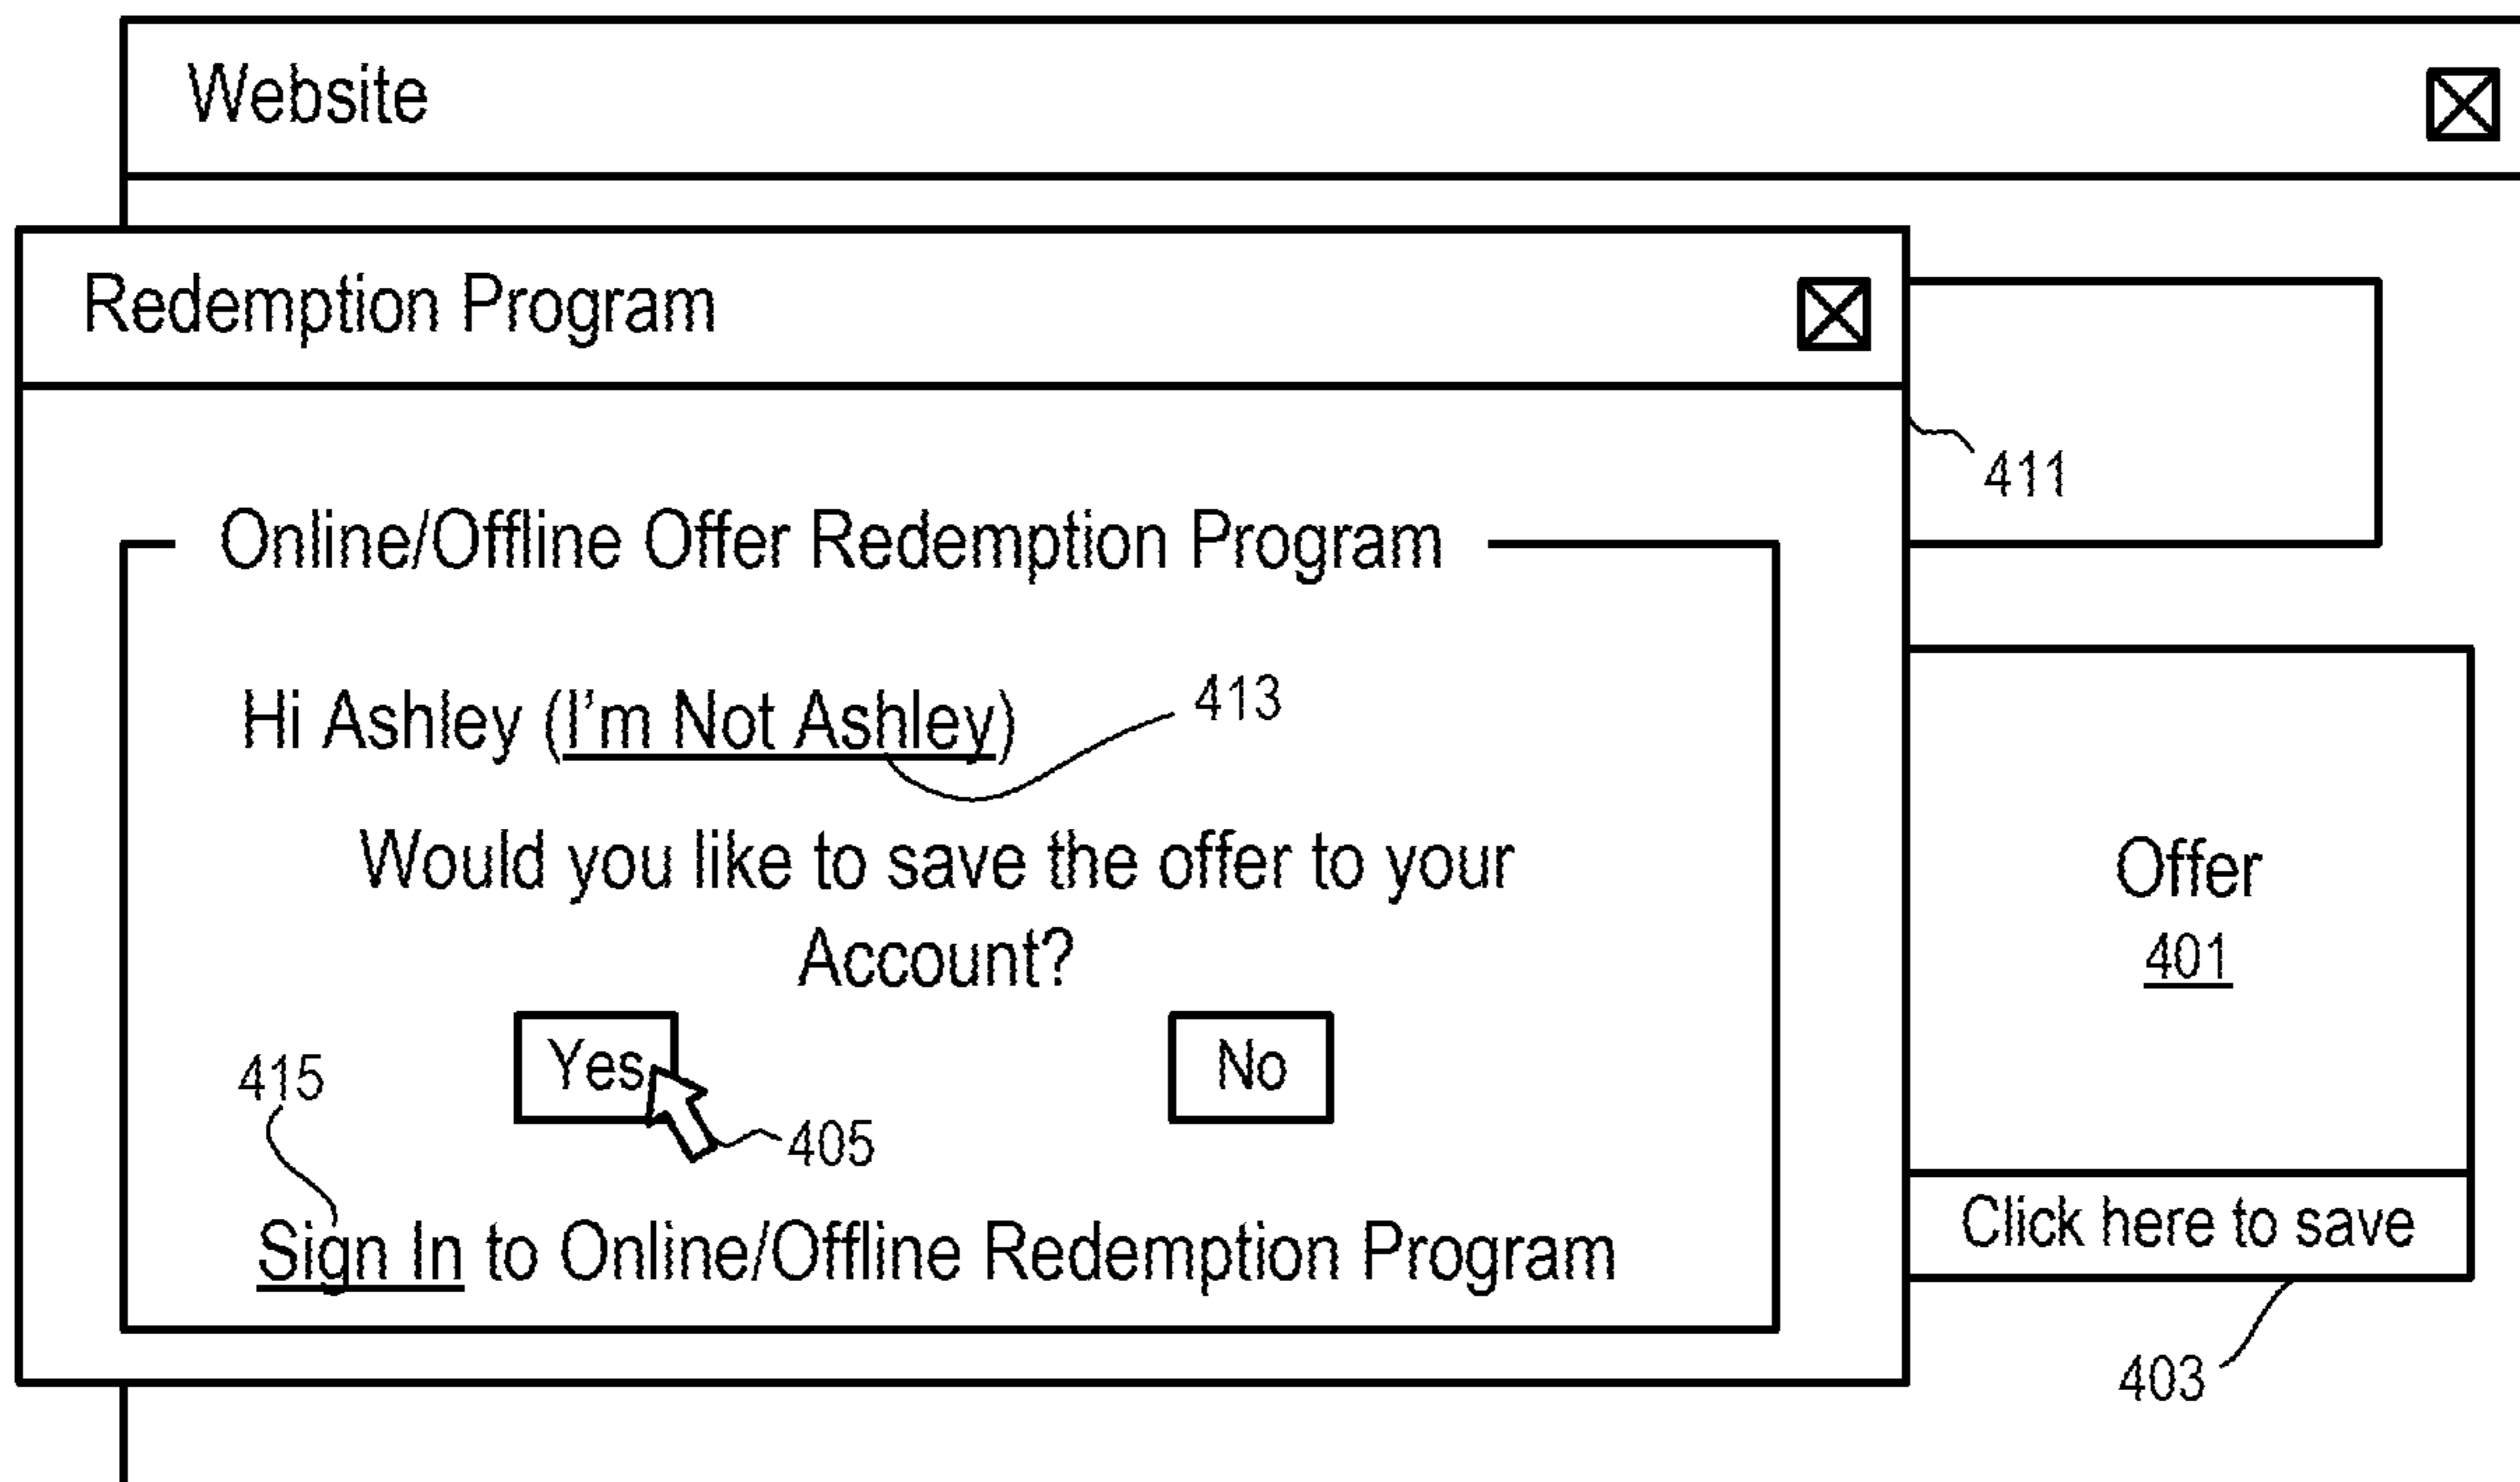 Website
Redemption Program
411
Online/Offline Offer Redemption Program
Hi Ashley (I'm Not Ashley)
413
Would you like to save the offer to your
Account?
Offer
401
Yes
No
415
405
Sign In to Online/Offline Redemption Program
Click here to save
403